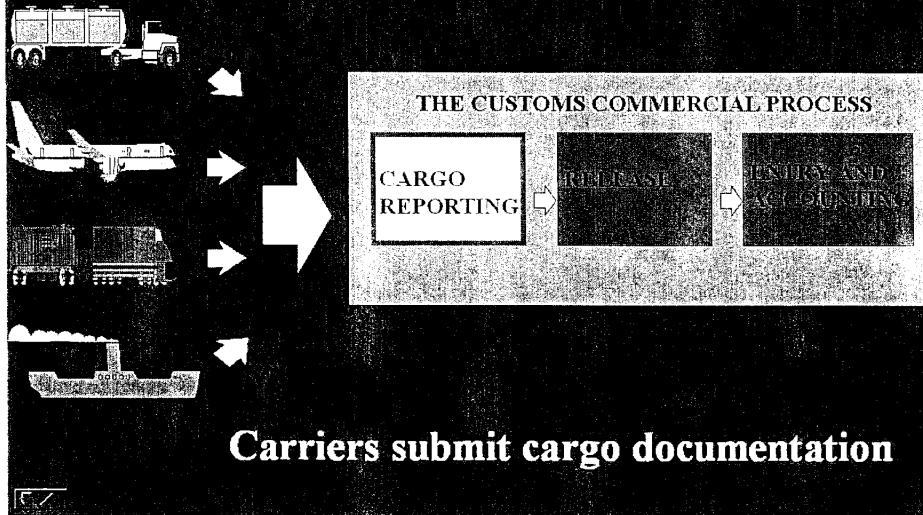 THE CUSTOMS COMMERCIAL PROCESS
CARGO
REPORTING
RELEASE
ENTRY AND
ACCOUNTING
Carriers submit cargo documentation